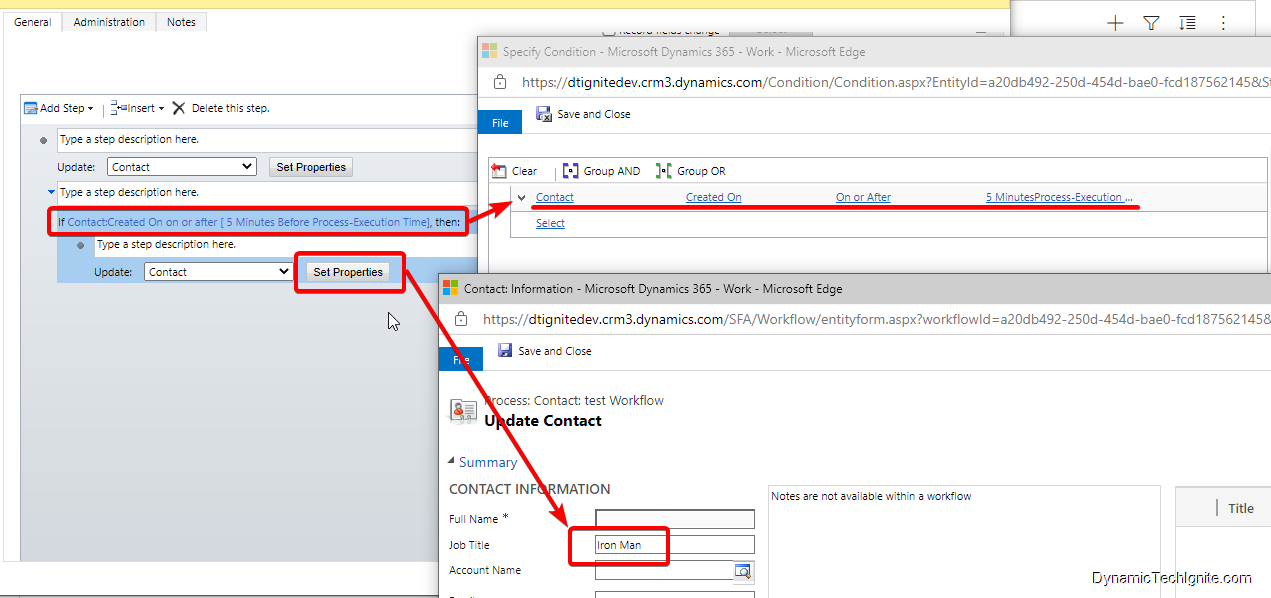 General
Administration
Notes
Record fields change
Add Step
Insert
Delete this step.
Type a step description here.
Update:
Contact
Set Properties
Type a step description here.
If Contact:Created On on or after [ 5 Minutes Before Process-Execution Time], then:
Type a step description here.
Update:
Contact
Set Properties
Specify Condition - Microsoft Dynamics 365 - Work - Microsoft Edge
https://dtignitedev.crm3.dynamics.com/Condition/Condition.aspx?EntityId=a20db492-250d-454d-bae0-fcd187562145&St
File
Save and Close
Clear
Group AND
Group OR
Contact
Created On
On or After
5 MinutesProcess-Execution ...
Select
Contact: Information - Microsoft Dynamics 365 - Work - Microsoft Edge
https://dtignitedev.crm3.dynamics.com/SFA/Workflow/entityform.aspx?workflowId=a20db492-250d-454d-bae0-fcd187562145&
File
Save and Close
Process: Contact: test Workflow
Update Contact
Summary
CONTACT INFORMATION
Full Name *
Job Title
Iron Man
Account Name
Notes are not available within a workflow
Title
DynamicTechIgnite.com